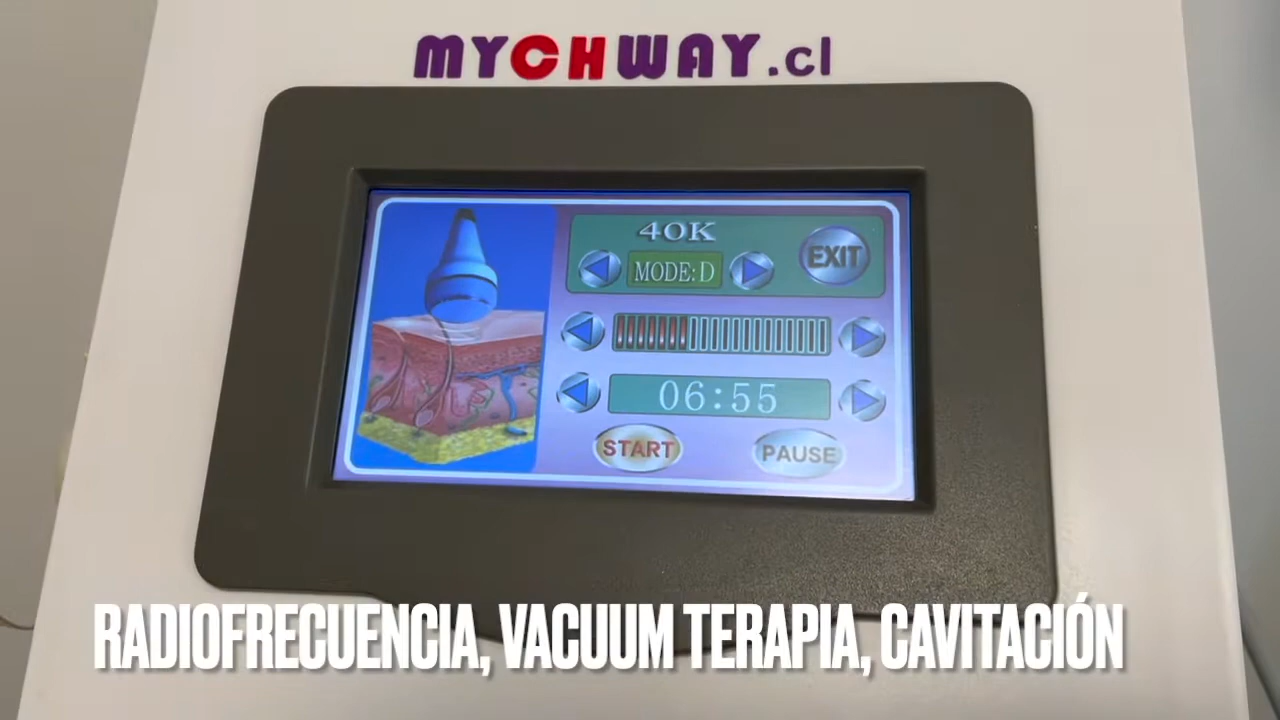 MYCHWAY.cl
40K
MODE:D
EXIT
06:55
START
PAUSE
RADIOFRECUENCIA, VACUUM TERAPIA, CAVITACIÓN